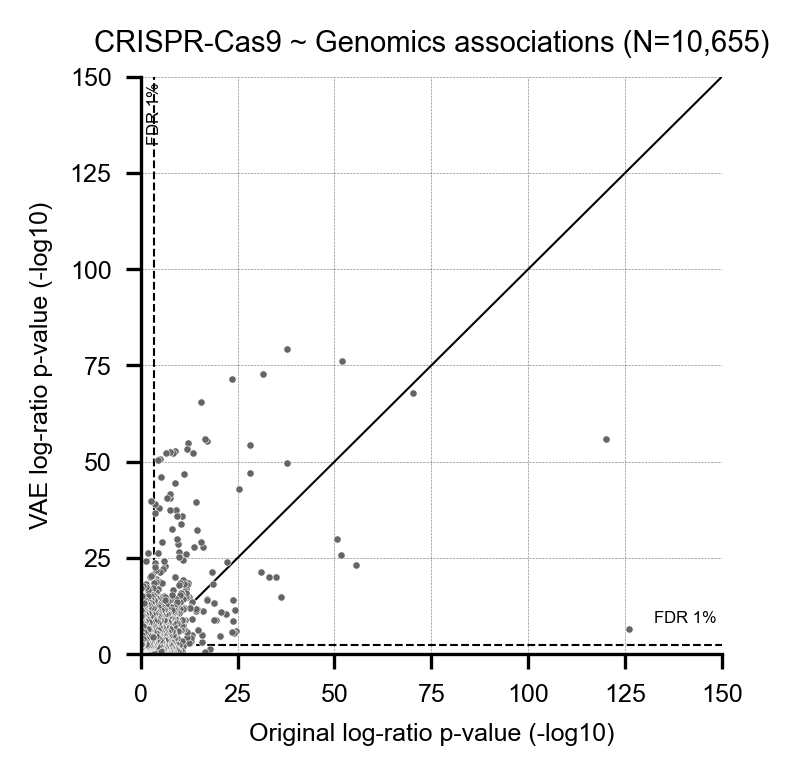 CRISPR-Cas9 ~ Genomics associations (N=10,655)
150
125
100
75
50
25
0
VAE log-ratio p-value (-log10)
FDR 1%
FDR 1%
0
25
50
75
100
125
150
Original log-ratio p-value (-log10)